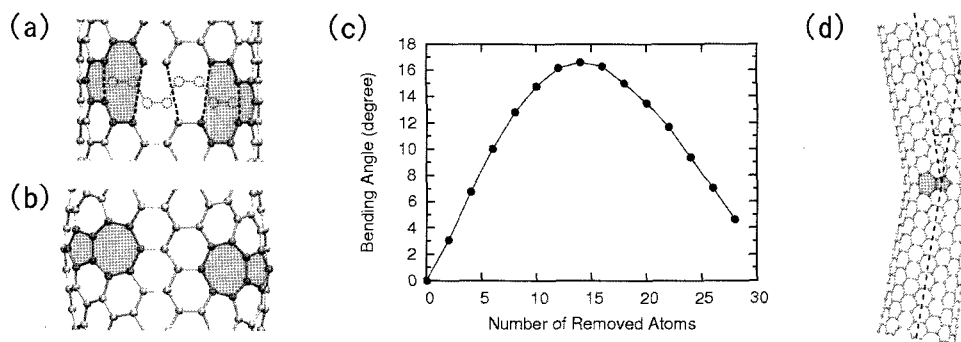 (a)
(b)
(c)
18
16
14
12
10
8
6
4
2
0
Bending Angle (degree)
0 5 10 15 20 25 30
Number of Removed Atoms
(d)